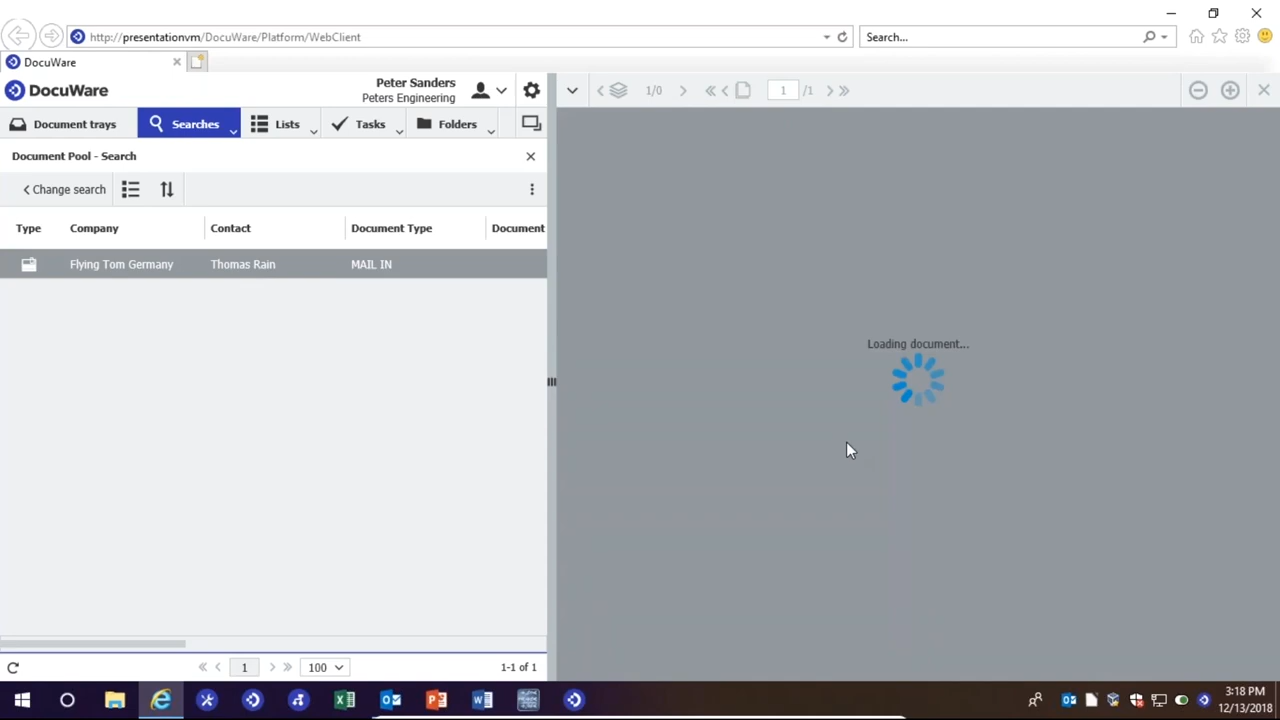 http://presentationvm/DocuWare/Platform/WebClient
Search...
DocuWare
DocuWare
Peter Sanders
Peters Engineering
1/0
1
/1
Document trays
Searches
Lists
Tasks
Folders
Document Pool - Search
Change search
Type
Company
Contact
Document Type
Document
Flying Tom Germany
Thomas Rain
MAIL IN
Loading document...
1
100
1-1 of 1
3:18 PM
12/13/2018